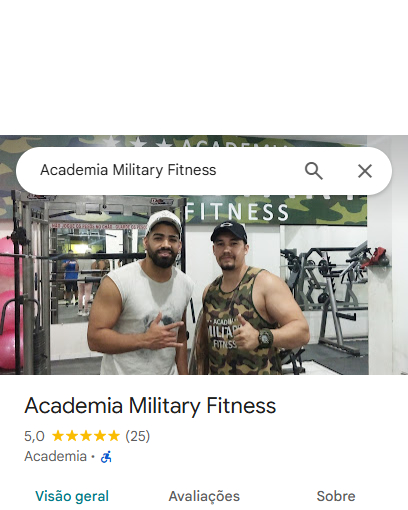 Academia Military Fitness
FITNESS
ACADEMIA
MILITARY
FITNESS
Academia Military Fitness
5,0 (25)
Academia ·
Visão geral
Avaliações
Sobre